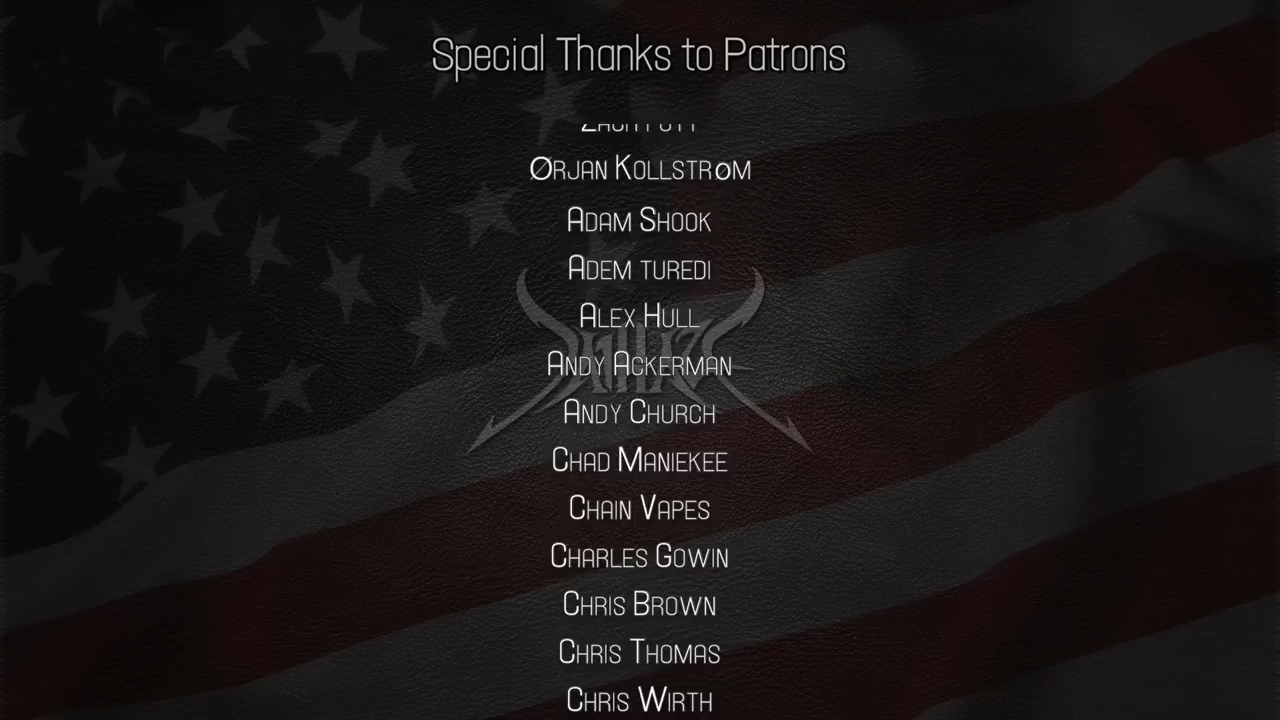 Special Thanks to Patrons
Ørjan Kollstrøm
Adam Shook
Adem turedi
Alex Hull
Andy Ackerman
Andy Church
Chad Maniekee
Chain Vapes
Charles Gowin
Chris Brown
Chris Thomas
Chris Wirth